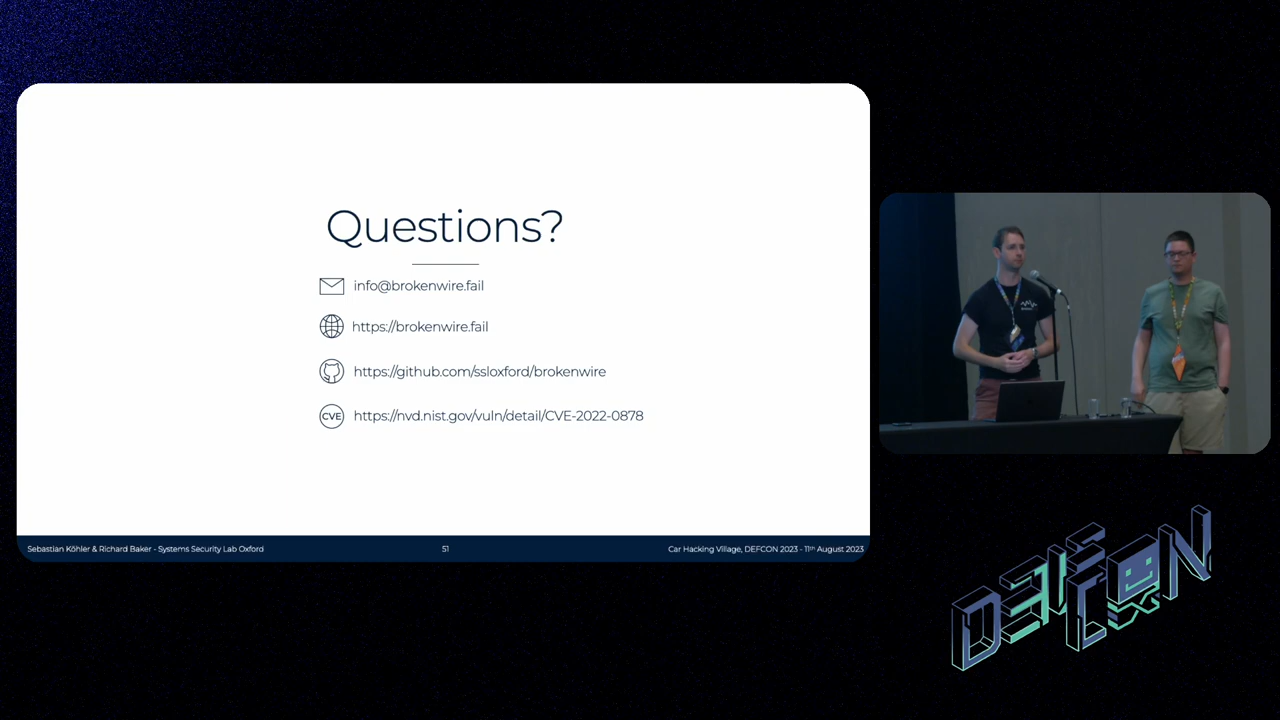 Questions?
info@brokenwire.fail
https://brokenwire.fail
https://github.com/ssloxford/brokenwire
CVE
https://nvd.nist.gov/vuln/detail/CVE-2022-0878
Sebastian Köhler & Richard Baker - Systems Security Lab Oxford
51
Car Hacking Village, DEFCON 2023 - 11th August 2023
DEF CON